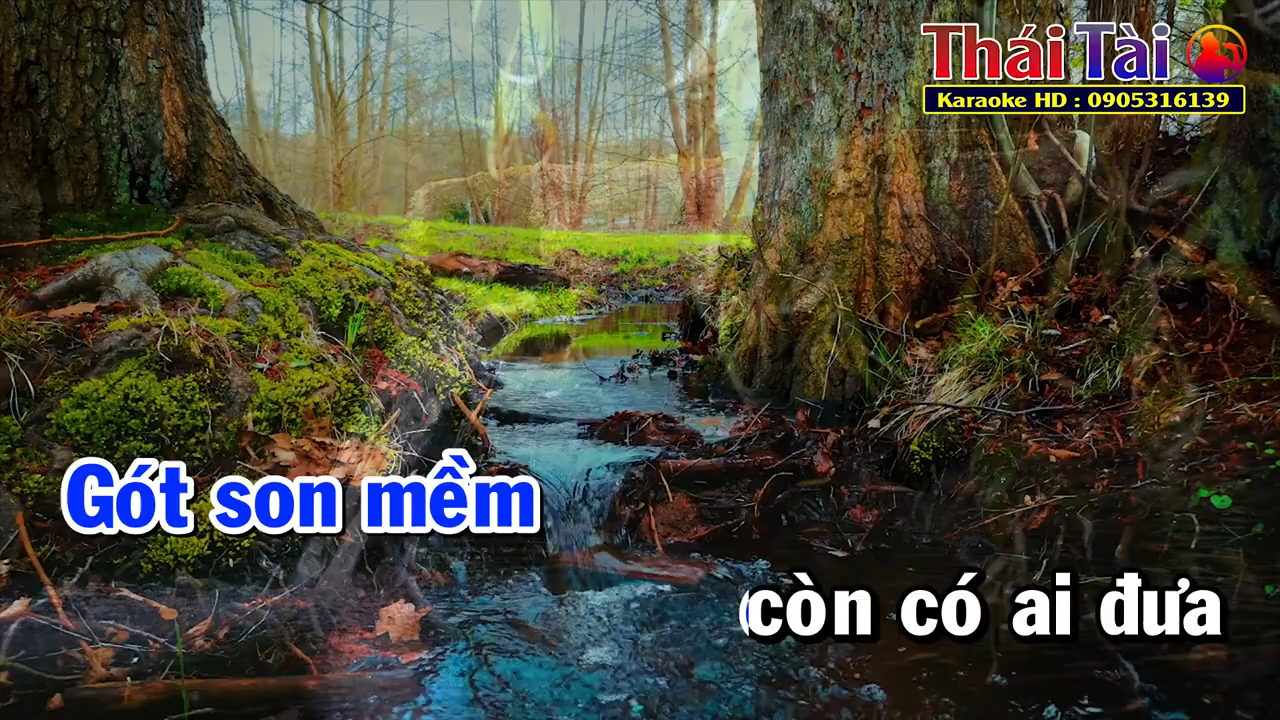 Thái Tài
Karaoke HD : 0905316139
Gót son mềm
còn có ai đưa